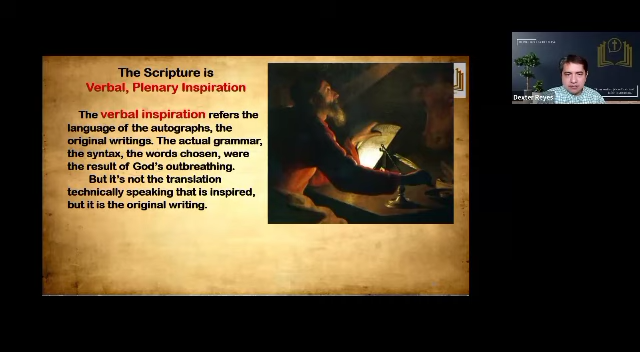 The Scripture is
Verbal, Plenary Inspiration
The verbal inspiration refers the
language of the autographs, the
original writings. The actual grammar,
the syntax, the words chosen, were
the result of God's outbreathing.
But it's not the translation
technically speaking that is inspired,
but it is the original writing.
Dexter Reyes